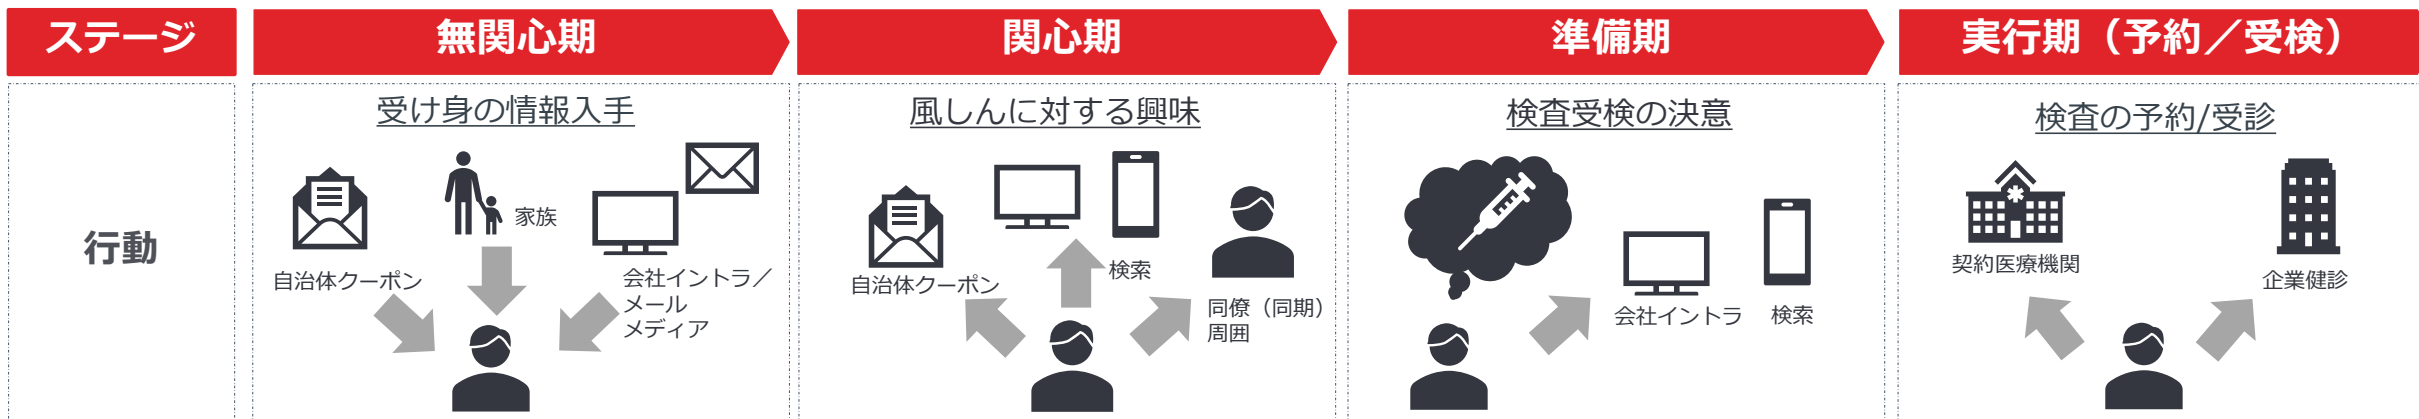 ステージ
無関心期
関心期
準備期
実行期（予約／受検）
行動
受け身の情報入手
自治体クーポン
家族
会社イントラ／
メール
メディア
風しんに対する興味
自治体クーポン
検索
同僚（同期）
周囲
検査受検の決意
会社イントラ
検索
検査の予約/受診
契約医療機関
企業健診